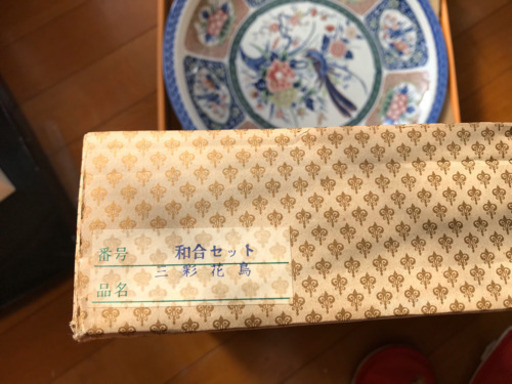 番号 和合セット
三彩花鳥
品名